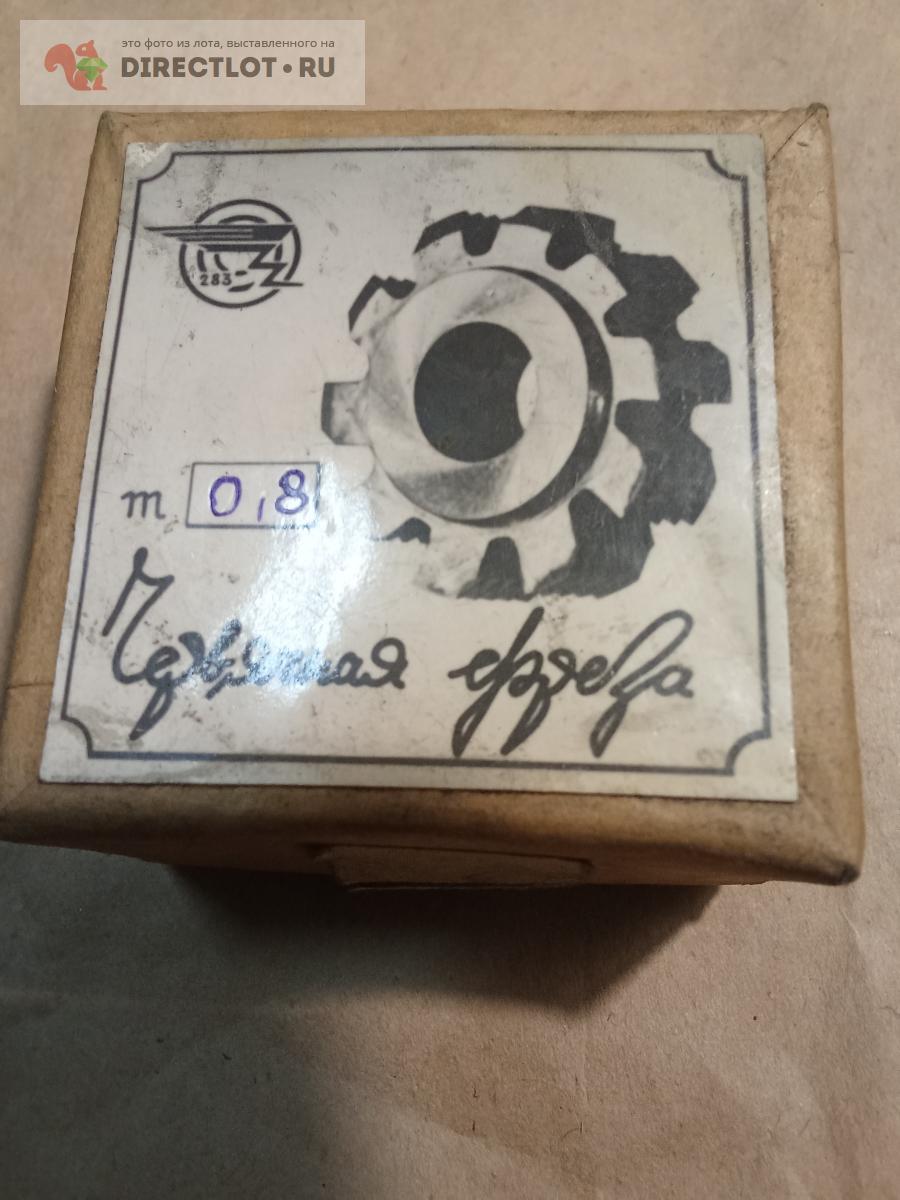 это фото из лота, выставленного на
DIRECTLOT•RU
283
m 0,8
Червячная фреза